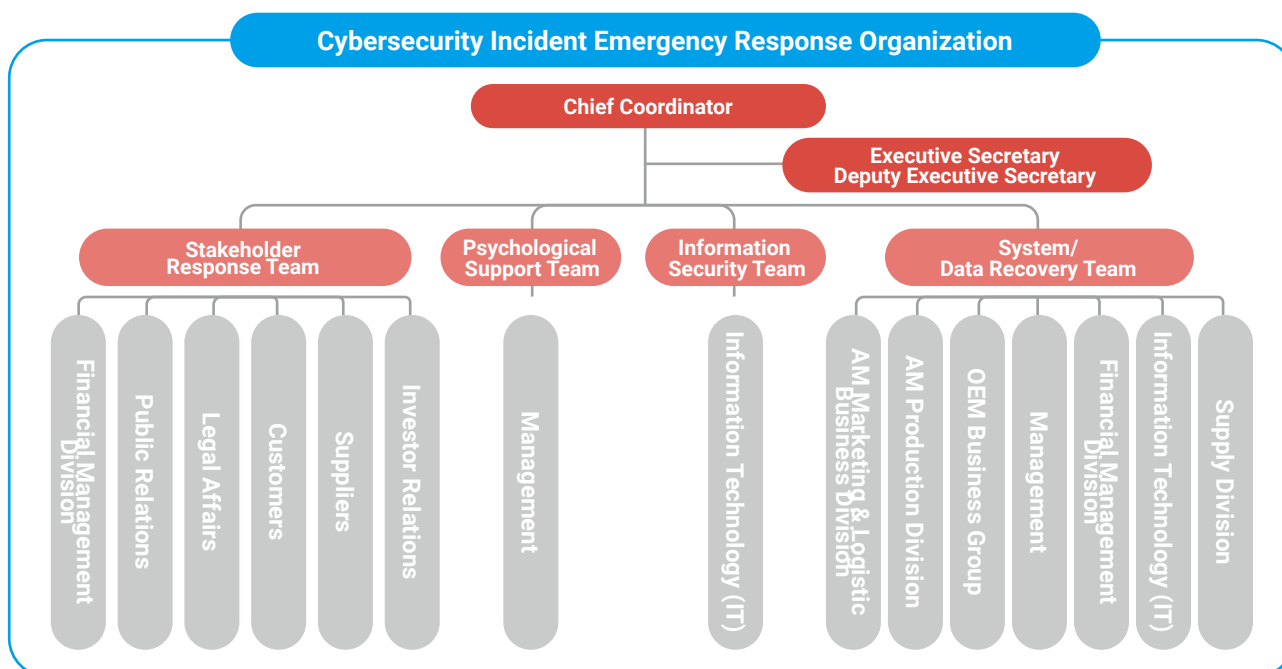 Cybersecurity Incident Emergency Response Organization
Chief Coordinator
Executive Secretary
Deputy Executive Secretary
Stakeholder
Response Team
Psychological
Support Team
Information
Security Team
System/
Data Recovery Team
Financial Management
Division
Public Relations
Legal Affairs
Customers
Suppliers
Investor Relations
Management
Information Technology (IT)
AM Marketing & Logistic
Business Division
AM Production Division
OEM Business Group
Management
Financial Management
Division
Information Technology (IT)
Supply Division